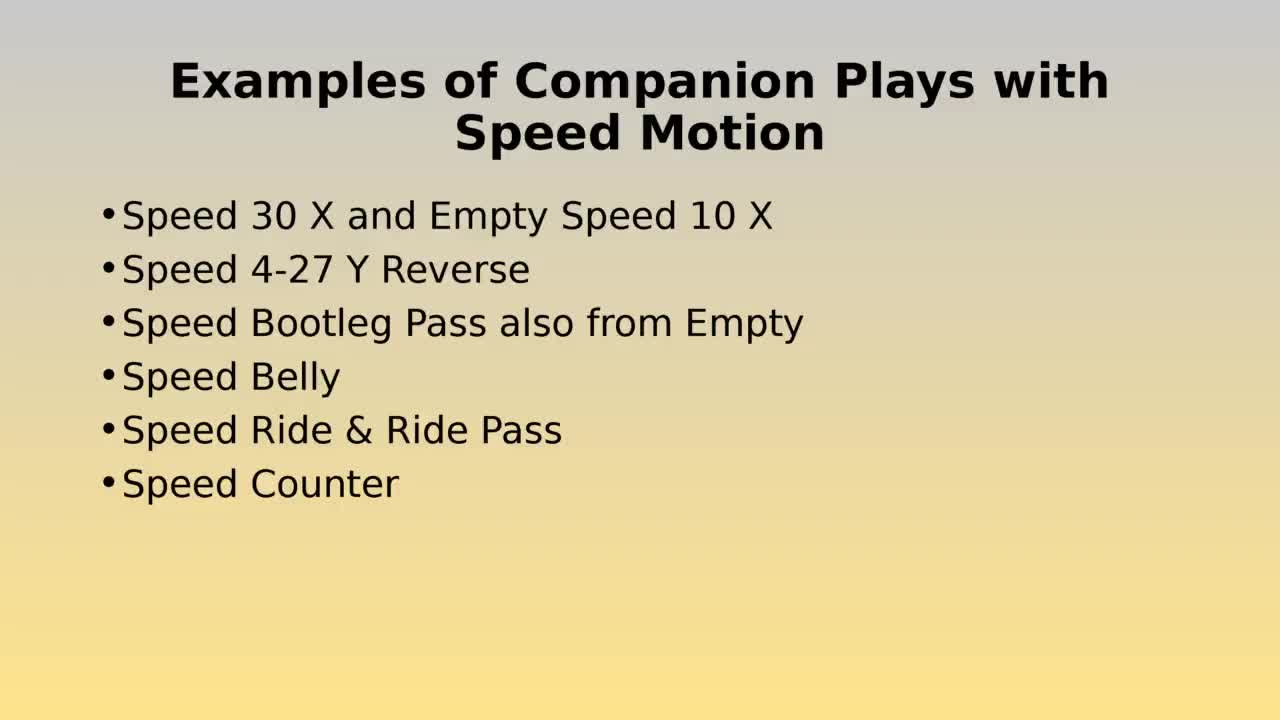 Examples of Companion Plays with
Speed Motion
•Speed 30 X and Empty Speed 10 X
•Speed 4-27 Y Reverse
•Speed Bootleg Pass also from Empty
•Speed Belly
•Speed Ride & Ride Pass
•Speed Counter